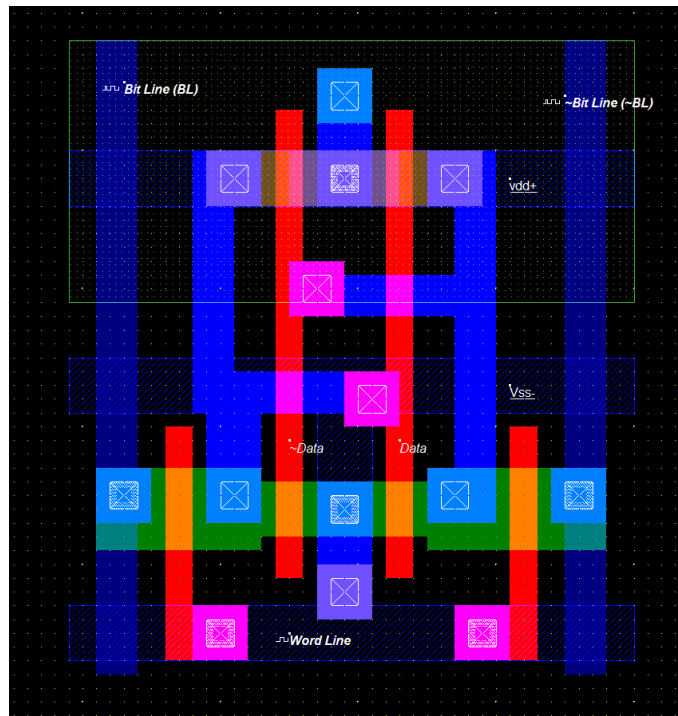 Bit Line (BL)
~Bit Line (~BL)
vdd+
Vss-
~Data
Data
Word Line